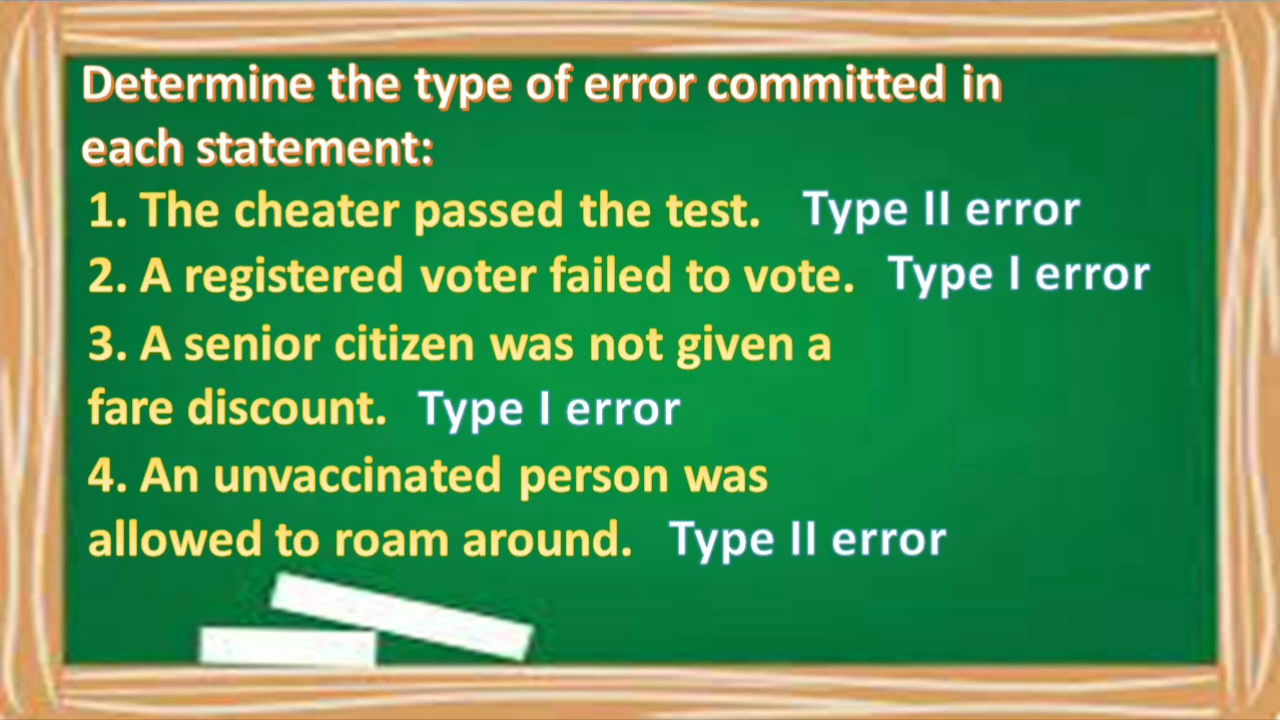 Determine the type of error committed in
each statement:
1. The cheater passed the test. Type II error
2. A registered voter failed to vote. Type I error
3. A senior citizen was not given a
fare discount. Type I error
4. An unvaccinated person was
allowed to roam around. Type II error